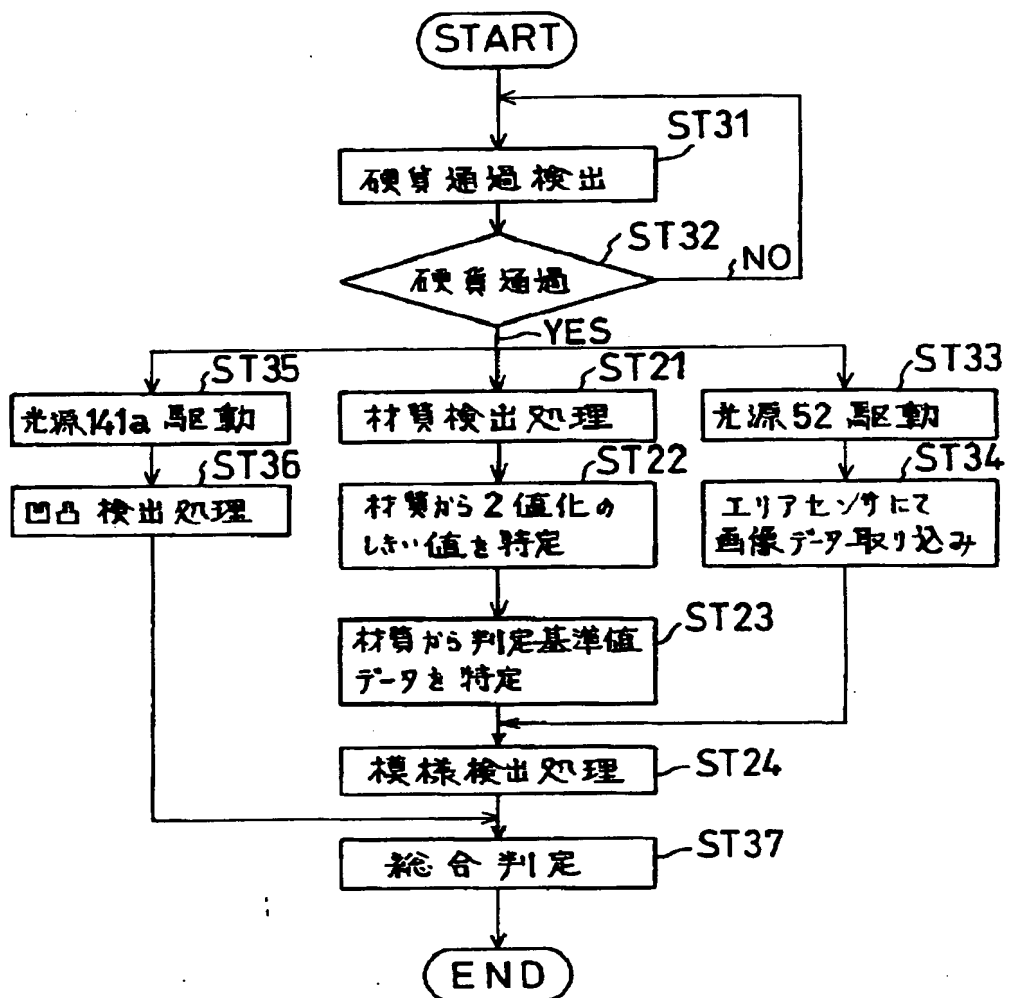 START
ST31
硬貨通過検出
ST32
硬貨通過
NO
YES
ST35
光源141a 駆動
ST36
凹凸検出処理
ST21
材質検出処理
ST22
材質から2値化の
しきい値を特定
ST23
材質から判定基準値
データを特定
ST33
光源52駆動
ST34
エリアセンサにて
画像データ取り込み
模様検出処理
ST24
総合判定
ST37
END